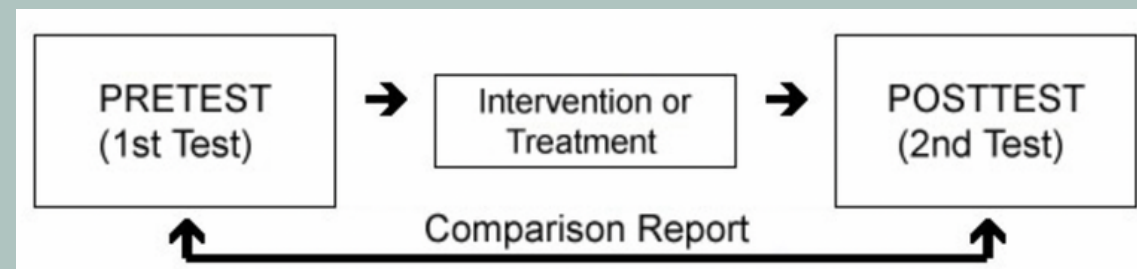 PRETEST
(1st Test)
Intervention or
Treatment
POSTTEST
(2nd Test)
Comparison Report